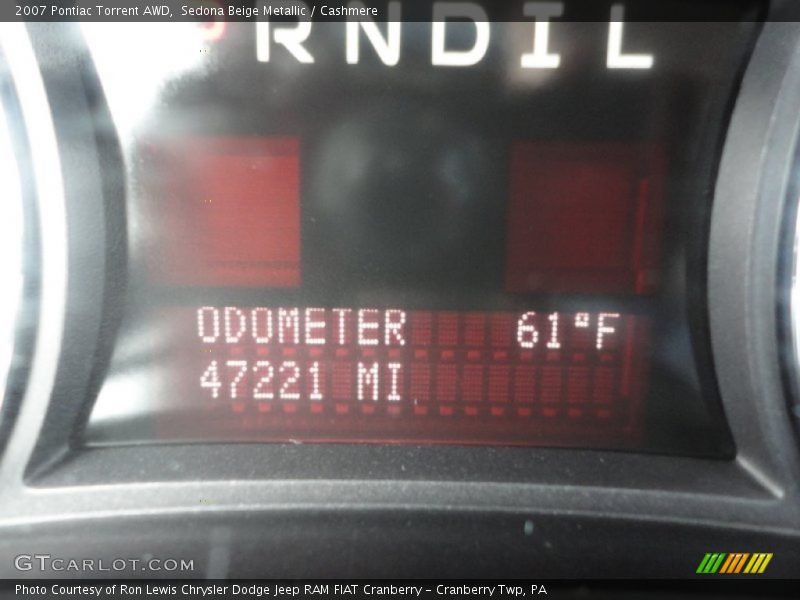 2007 Pontiac Torrent AWD, Sedona Beige Metallic / Cashmere
P R N D I L
ODOMETER 61°F
47221 MI
GTCARLOT.COM
Photo Courtesy of Ron Lewis Chrysler Dodge Jeep RAM FIAT Cranberry – Cranberry Twp, PA